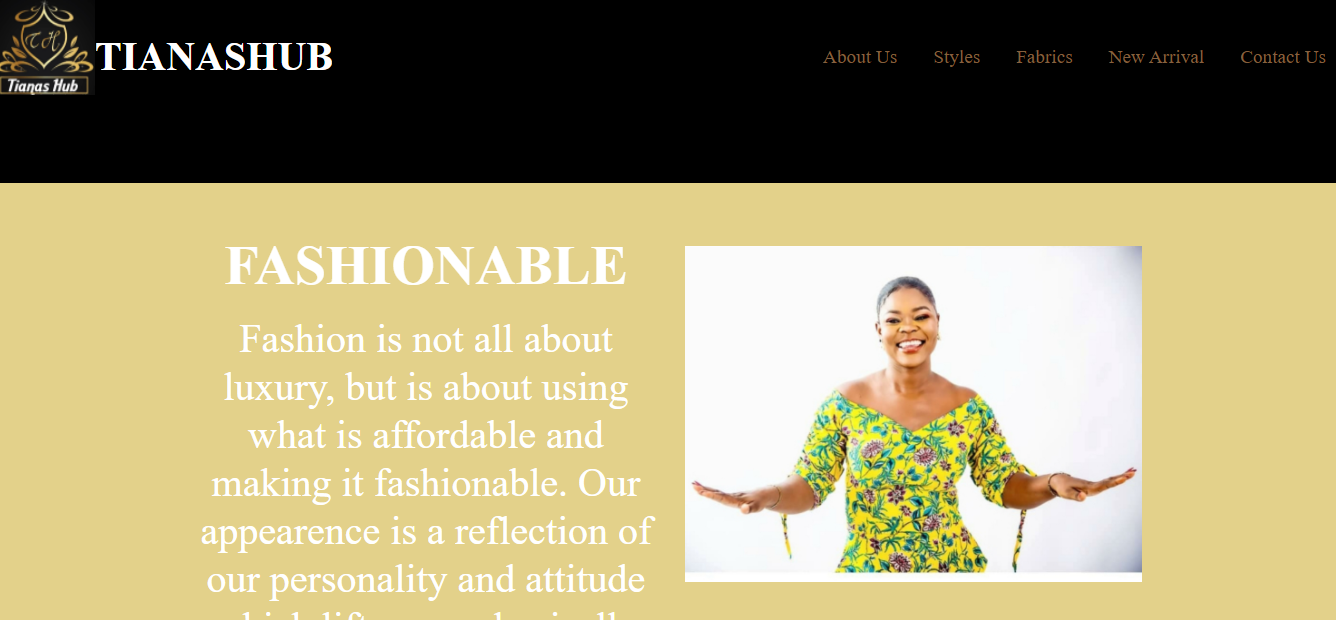 TH
Tianas Hub
TIANASHUB
About Us
Styles
Fabrics
New Arrival
Contact Us
FASHIONABLE
Fashion is not all about
luxury, but is about using
what is affordable and
making it fashionable. Our
appearence is a reflection of
our personality and attitude